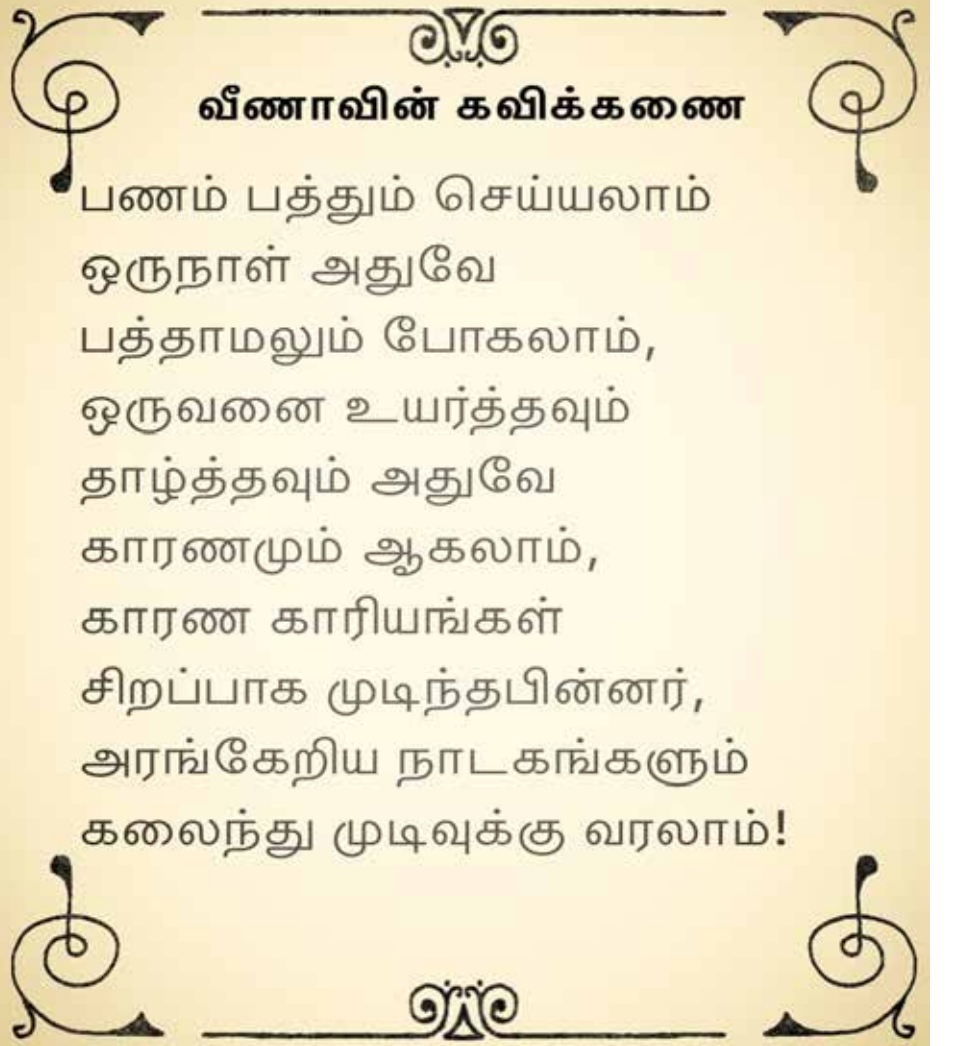 வீணாவின் கவிக்கணை
பணம் பத்தும் செய்யலாம்
ஒருநாள் அதுவே
பத்தாமலும் போகலாம்,
ஒருவனை உயர்த்தவும்
தாழ்த்தவும் அதுவே
காரணமும் ஆகலாம்,
காரண காரியங்கள்
சிறப்பாக முடிந்தபின்னர்,
அரங்கேறிய நாடகங்களும்
கலைந்து முடிவுக்கு வரலாம்!